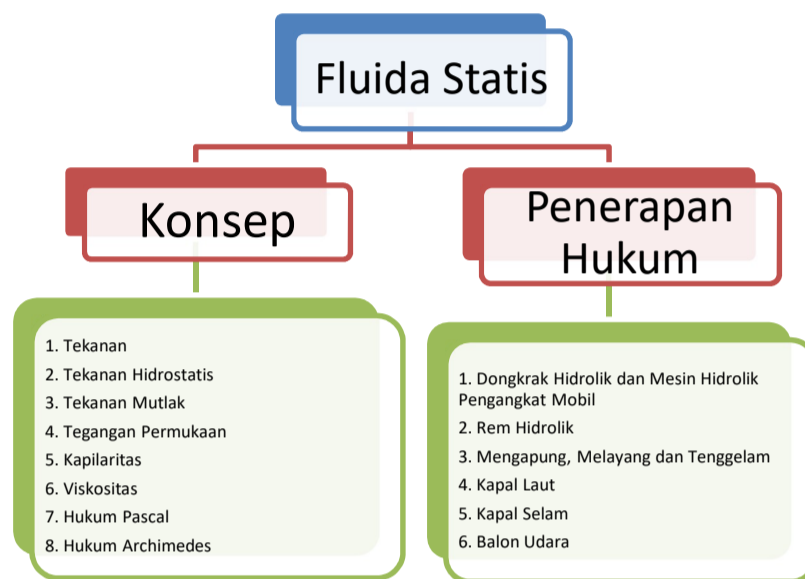 Fluida Statis
Konsep
1. Tekanan
2. Tekanan Hidrostatis
3. Tekanan Mutlak
4. Tegangan Permukaan
5. Kapilaritas
6. Viskositas
7. Hukum Pascal
8. Hukum Archimedes
Penerapan
Hukum
1. Dongkrak Hidrolik dan Mesin Hidrolik
Pengangkat Mobil
2. Rem Hidrolik
3. Mengapung, Melayang dan Tenggelam
4. Kapal Laut
5. Kapal Selam
6. Balon Udara